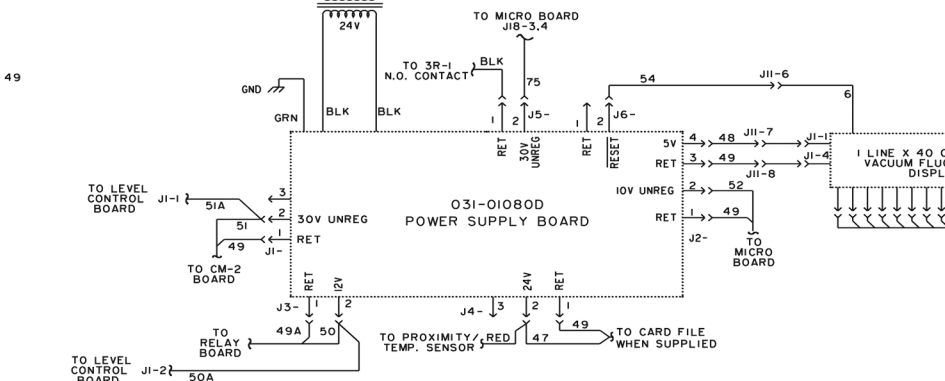 24V
TO MICRO BOARD
J18-3,4
49
TO 3R-1
N.O. CONTACT
BLK
75
54
J11-6
6
GND
GRN
BLK
BLK
1
2
J5-
1
2
J6-
RET
30V
UNREG
RET
RESET
5V
4
48
J11-7
J1-1
RET
3
49
J11-8
J1-4
1 LINE X 40
VACUUM
10V UNREG
2
52
RET
1
49
J2-
TO
MICRO
BOARD
TO LEVEL
CONTROL
BOARD
J1-1
51A
3
51
2
30V UNREG
49
1
RET
J1-
TO CM-2
BOARD
031-01080D
POWER SUPPLY BOARD
RET
12V
24V
RET
J3-
1
2
J4-
3
2
1
49A
50
TO
RELAY
BOARD
TO PROXIMITY/
TEMP. SENSOR
RED
47
49
TO CARD FILE
WHEN SUPPLIED
TO LEVEL
CONTROL
BOARD
J1-2
50A